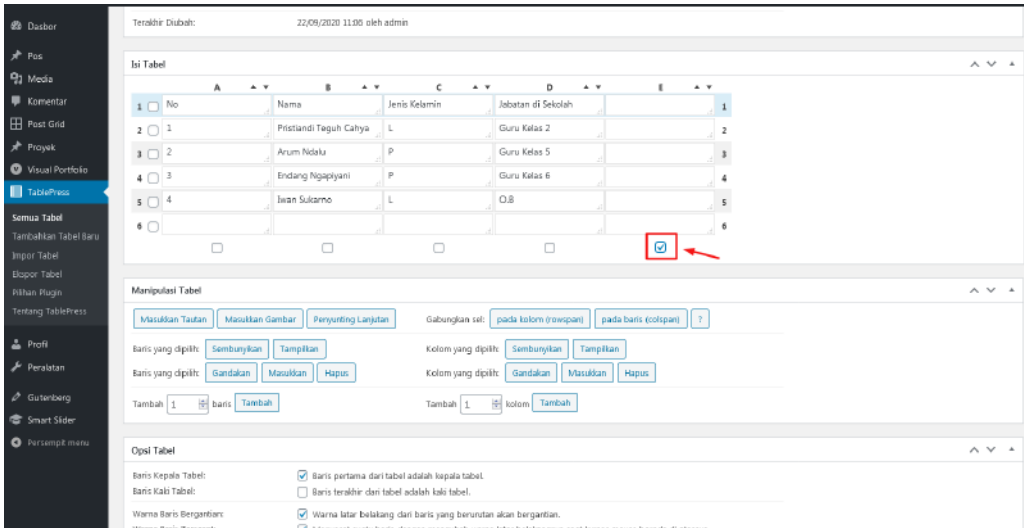 Dasbor
Pos
Media
Komentar
Post Grid
Proyek
Visual Portfolio
TablePress
Semua Tabel
Tambahkan Tabel Baru
Impor Tabel
Ekspor Tabel
Pilihan Plugin
Tentang TablePress
Profil
Peralatan
Gutenberg
Smart Slider
Persempit menu
Terakhir Diubah: 22/09/2020 11:06 oleh admin
Isi Tabel
A B C D E
1 No Nama Jenis Kelamin Jabatan di Sekolah 1
2 1 Pristiandi Teguh Cahya L Guru Kelas 2 2
3 2 Arum Ndalu P Guru Kelas 5 3
4 3 Endang Ngapiyani P Guru Kelas 6 4
5 4 Iwan Sukarno L O.B 5
6 6
Manipulasi Tabel
Masukkan Tautan Masukkan Gambar Penyunting Lanjutan Gabungkan sel: pada kolom (rowspan) pada baris (colspan) ?
Baris yang dipilih: Sembunyikan Tampilkan Kolom yang dipilih: Sembunyikan Tampilkan
Baris yang dipilih: Gandakan Masukkan Hapus Kolom yang dipilih: Gandakan Masukkan Hapus
Tambah 1 baris Tambah Tambah 1 kolom Tambah
Opsi Tabel
Baris Kepala Tabel: Baris pertama dari tabel adalah kepala tabel.
Baris Kaki Tabel: Baris terakhir dari tabel adalah kaki tabel.
Warna Baris Bergantian: Warna latar belakang dari baris yang berurutan akan bergantian.